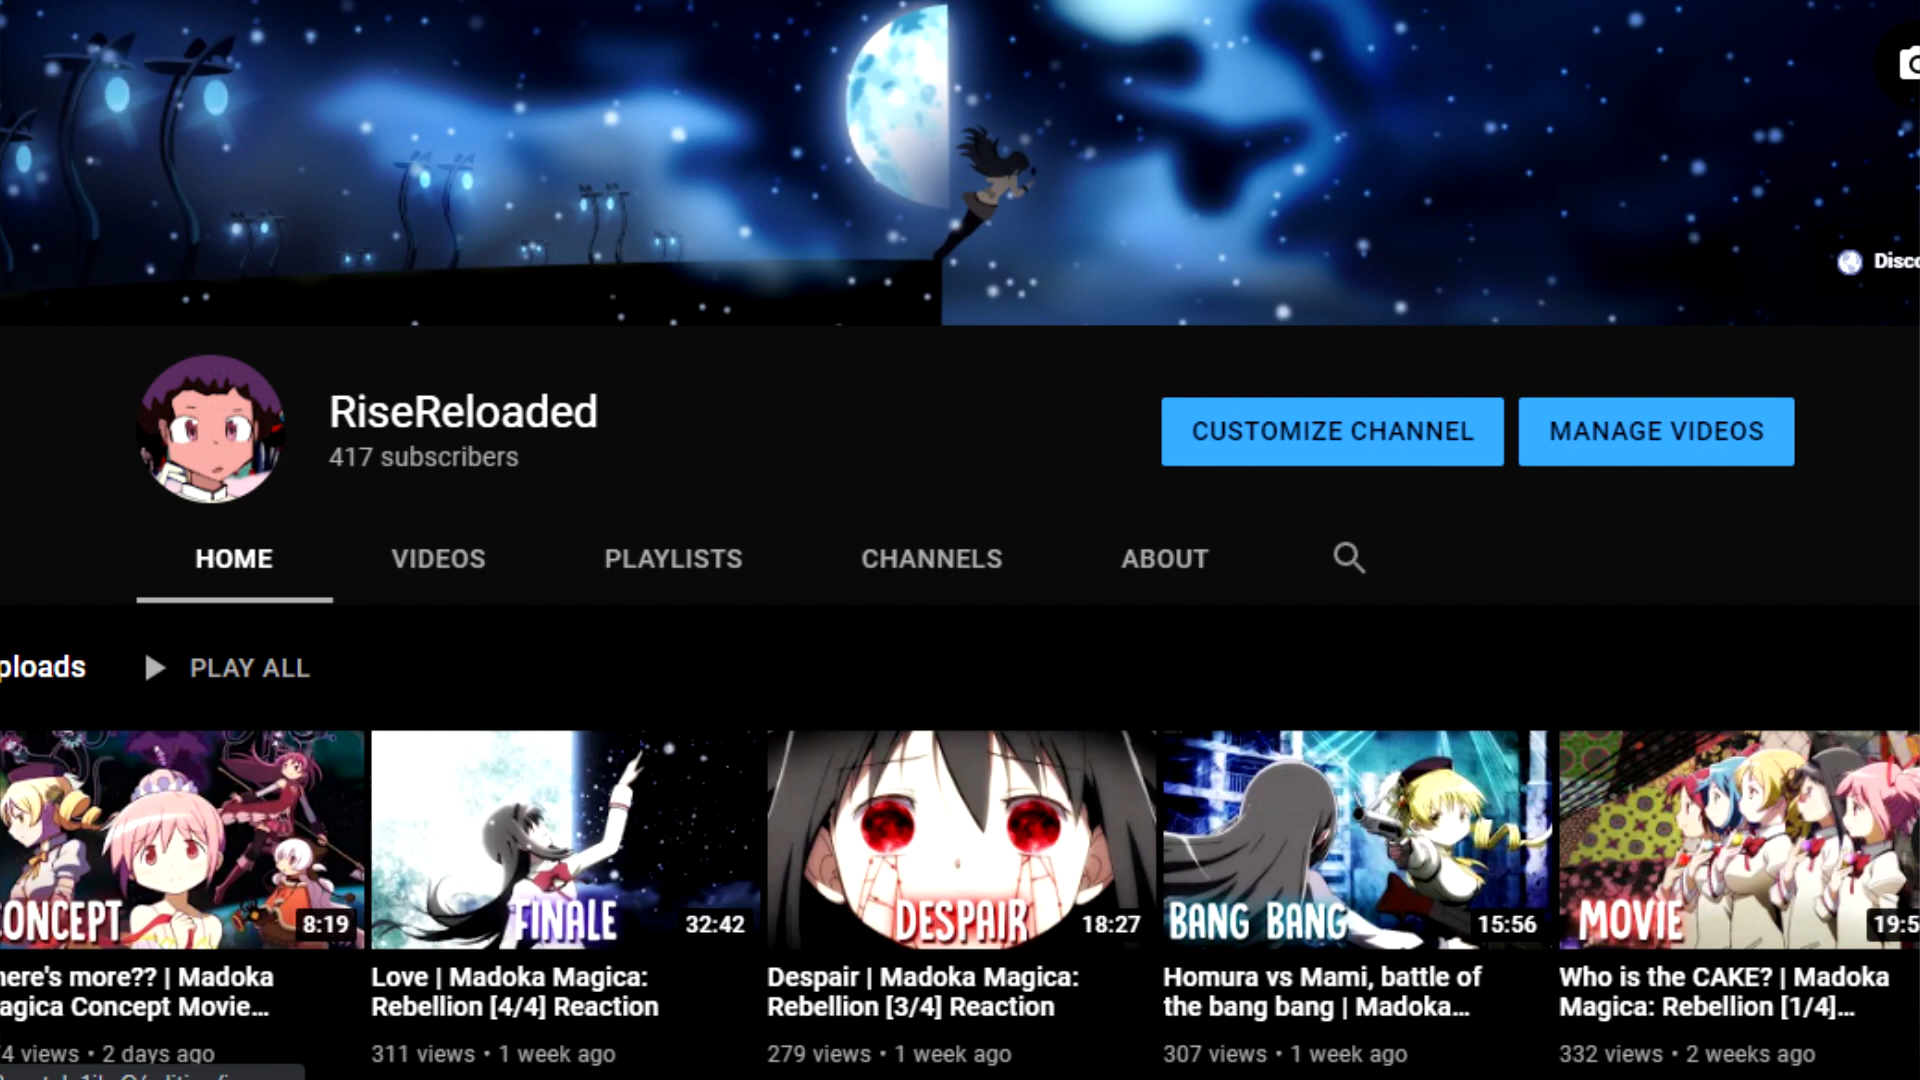 Disco
RiseReloaded
417 subscribers
CUSTOMIZE CHANNEL
MANAGE VIDEOS
HOME
VIDEOS
PLAYLISTS
CHANNELS
ABOUT
ploads
PLAY ALL
ONCEPT
8:19
FINALE
32:42
DESPAIR
18:27
BANG BANG
15:56
MOVIE
19:5
here's more?? | Madoka
agica Concept Movie...
4 views • 2 days ago
Love | Madoka Magica:
Rebellion [4/4] Reaction
311 views • 1 week ago
Despair | Madoka Magica:
Rebellion [3/4] Reaction
279 views • 1 week ago
Homura vs Mami, battle of
the bang bang | Madoka...
307 views • 1 week ago
Who is the CAKE? | Madoka
Magica: Rebellion [1/4]...
332 views • 2 weeks ago